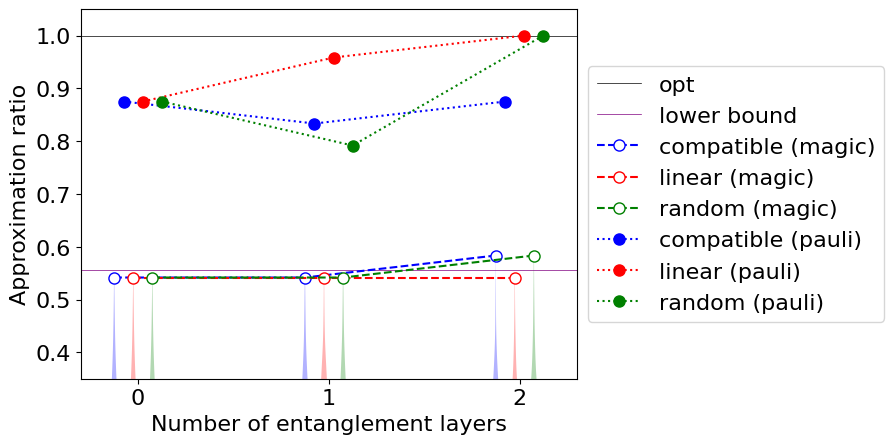 1.0
0.9
0.8
0.7
0.6
0.5
0.4
Approximation ratio
0 1 2
Number of entanglement layers
opt
lower bound
compatible (magic)
linear (magic)
random (magic)
compatible (pauli)
linear (pauli)
random (pauli)